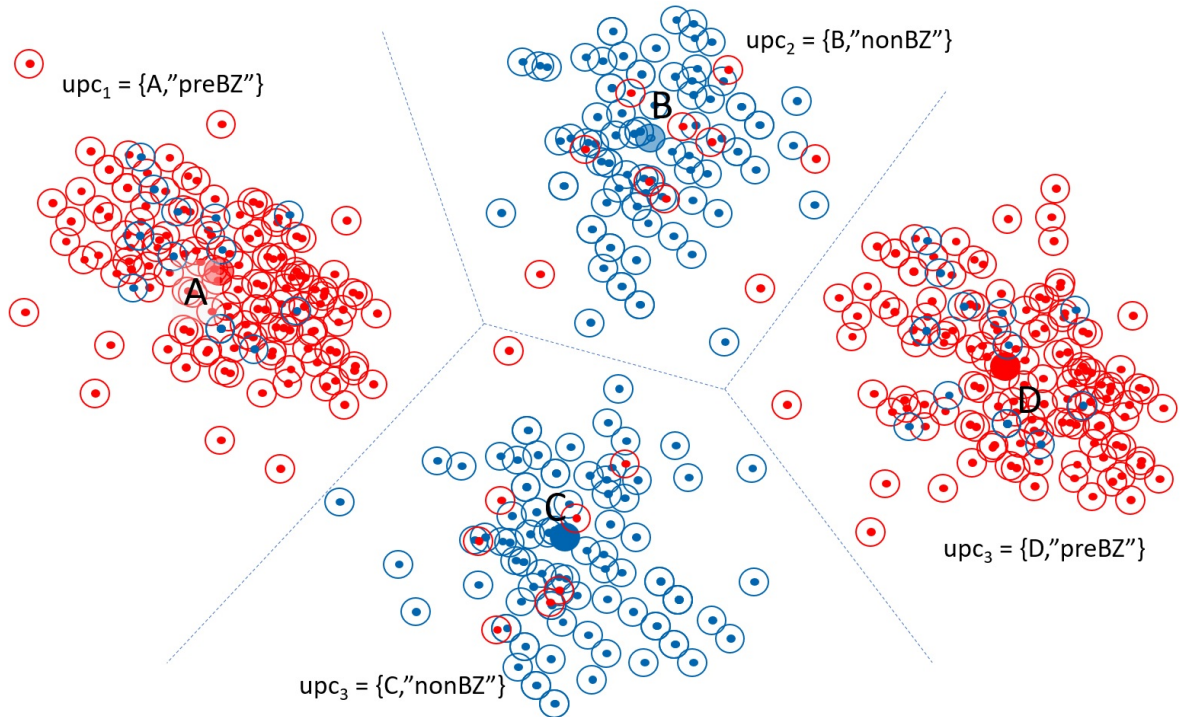 upc₂ = {B,”nonBZ”}
upc₁ = {A,”preBZ”}
B
A
D
C
upc₃ = {D,”preBZ”}
upc₃ = {C,”nonBZ”}